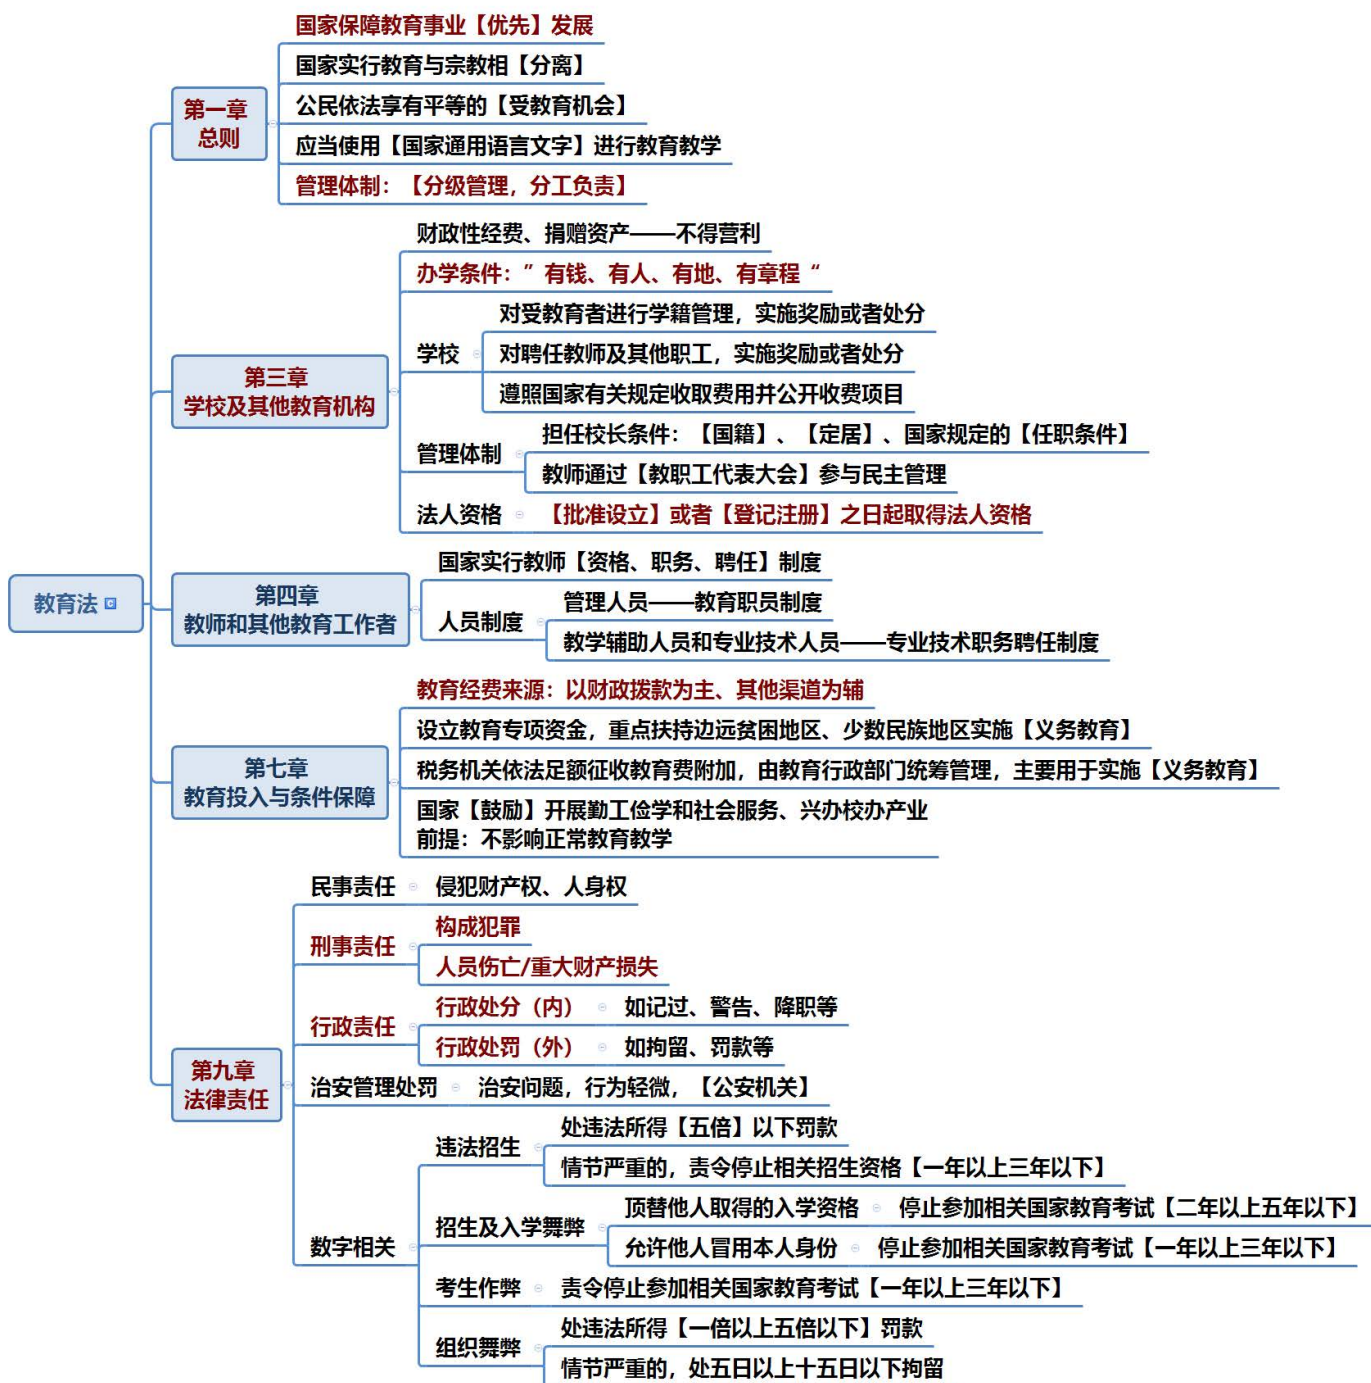 教育法
第一章
总则
国家保障教育事业【优先】发展
国家实行教育与宗教相【分离】
公民依法享有平等的【受教育机会】
应当使用【国家通用语言文字】进行教育教学
管理体制：【分级管理，分工负责】
第三章
学校及其他教育机构
财政性经费、捐赠资产——不得营利
办学条件：”有钱、有人、有地、有章程“
学校
对受教育者进行学籍管理，实施奖励或者处分
对聘任教师及其他职工，实施奖励或者处分
遵照国家有关规定收取费用并公开收费项目
管理体制
担任校长条件：【国籍】、【定居】、国家规定的【任职条件】
教师通过【教职工代表大会】参与民主管理
法人资格
【批准设立】或者【登记注册】之日起取得法人资格
第四章
教师和其他教育工作者
国家实行教师【资格、职务、聘任】制度
人员制度
管理人员——教育职员制度
教学辅助人员和专业技术人员——专业技术职务聘任制度
第七章
教育投入与条件保障
教育经费来源：以财政拨款为主、其他渠道为辅
设立教育专项资金，重点扶持边远贫困地区、少数民族地区实施【义务教育】
税务机关依法足额征收教育费附加，由教育行政部门统筹管理，主要用于实施【义务教育】
国家【鼓励】开展勤工俭学和社会服务、兴办校办产业
前提：不影响正常教育教学
第九章
法律责任
民事责任
侵犯财产权、人身权
刑事责任
构成犯罪
人员伤亡/重大财产损失
行政责任
行政处分（内）
如记过、警告、降职等
行政处罚（外）
如拘留、罚款等
治安管理处罚
治安问题，行为轻微，【公安机关】
数字相关
违法招生
处违法所得【五倍】以下罚款
情节严重的，责令停止相关招生资格【一年以上三年以下】
招生及入学舞弊
顶替他人取得的入学资格
停止参加相关国家教育考试【二年以上五年以下】
允许他人冒用本人身份
停止参加相关国家教育考试【一年以上三年以下】
考生作弊
责令停止参加相关国家教育考试【一年以上三年以下】
组织舞弊
处违法所得【一倍以上五倍以下】罚款
情节严重的，处五日以上十五日以下拘留